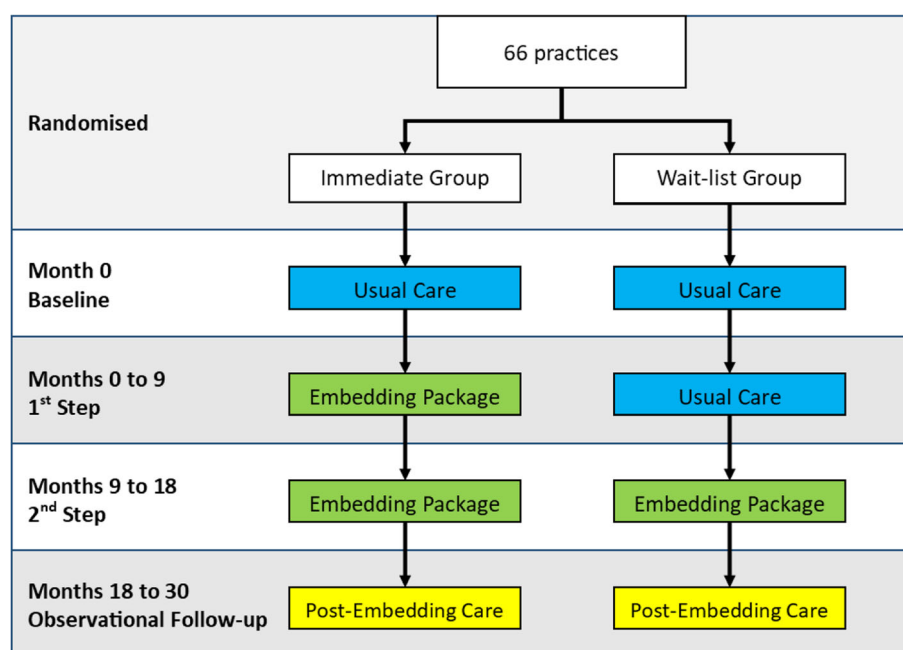 66 practices
Randomised
Immediate Group
Wait-list Group
Month 0
Baseline
Usual Care
Usual Care
Months 0 to 9
1st Step
Embedding Package
Usual Care
Months 9 to 18
2nd Step
Embedding Package
Embedding Package
Months 18 to 30
Observational Follow-up
Post-Embedding Care
Post-Embedding Care